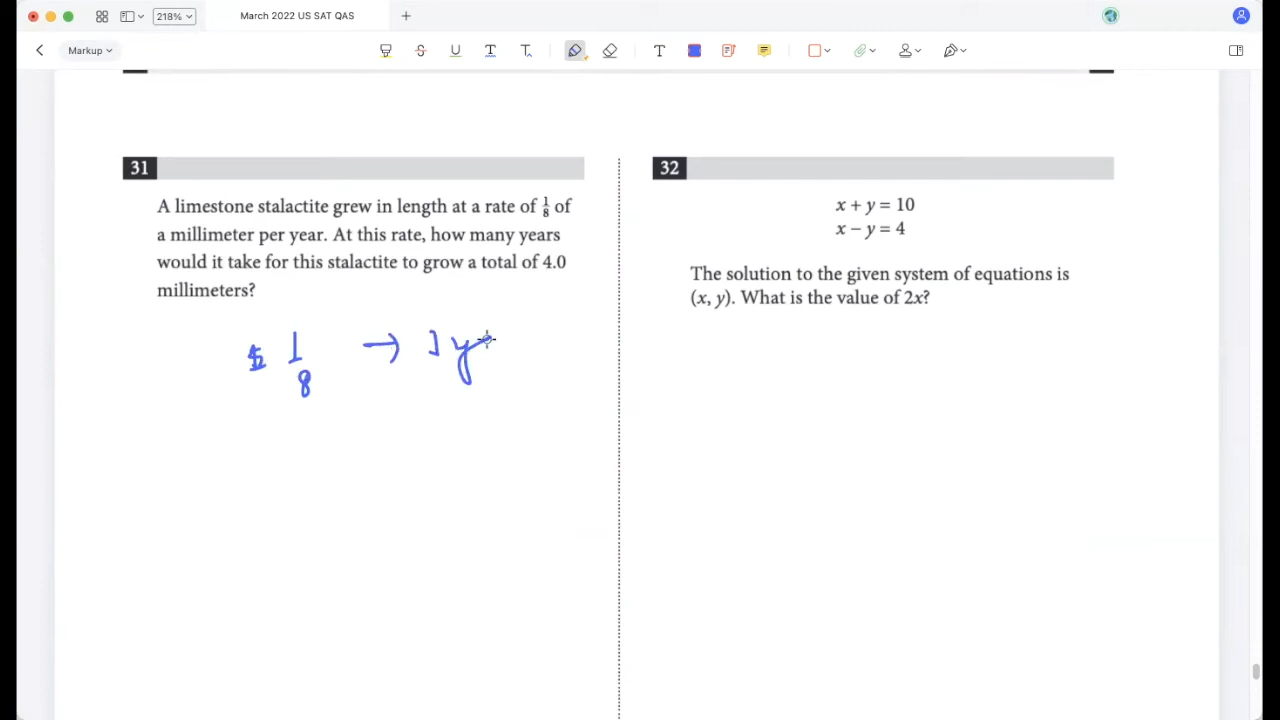 218%
March 2022 US SAT QAS
Markup
31
A limestone stalactite grew in length at a rate of 1/8 of
a millimeter per year. At this rate, how many years
would it take for this stalactite to grow a total of 4.0
millimeters?
1/8 → 1 y
32
x + y = 10
x − y = 4
The solution to the given system of equations is
(x, y). What is the value of 2x?